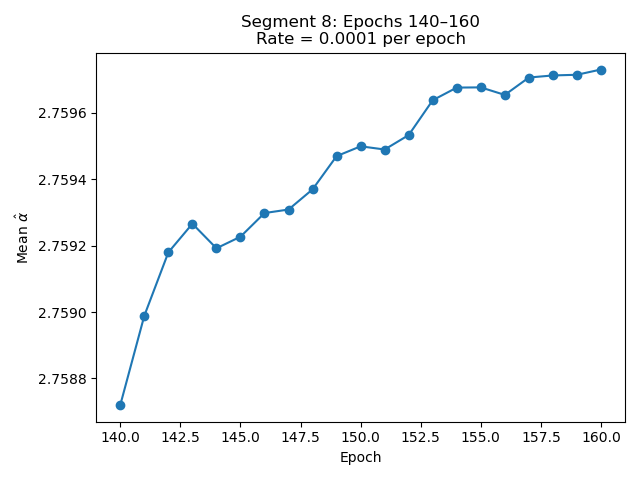 Segment 8: Epochs 140–160
Rate = 0.0001 per epoch
Mean α̂
2.7596
2.7594
2.7592
2.7590
2.7588
140.0 142.5 145.0 147.5 150.0 152.5 155.0 157.5 160.0
Epoch